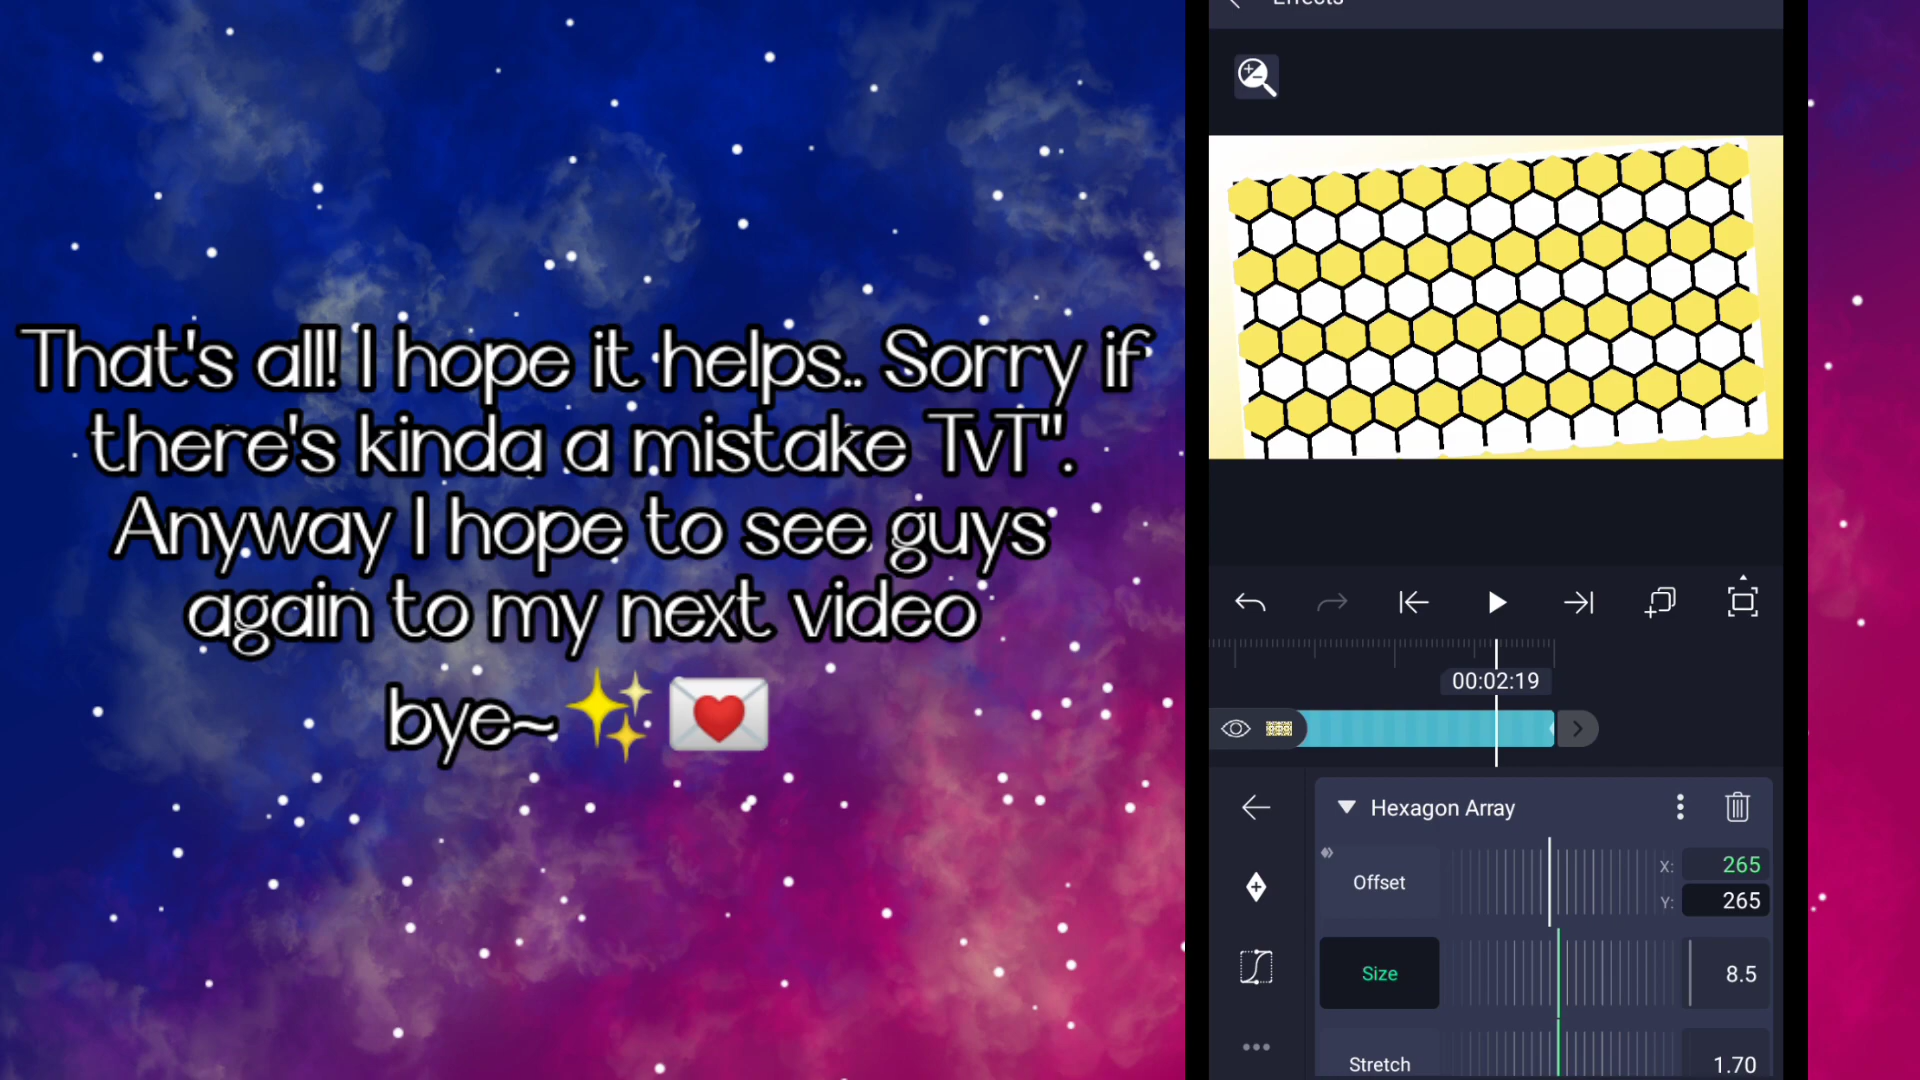 That's all! I hope it helps.. Sorry if
there's kinda a mistake TvT".
Anyway I hope to see guys
again to my next video
bye~✨💌
Effects
00:02:19
Hexagon Array
Offset
X: 265
Y: 265
Size 8.5
Stretch 1.70